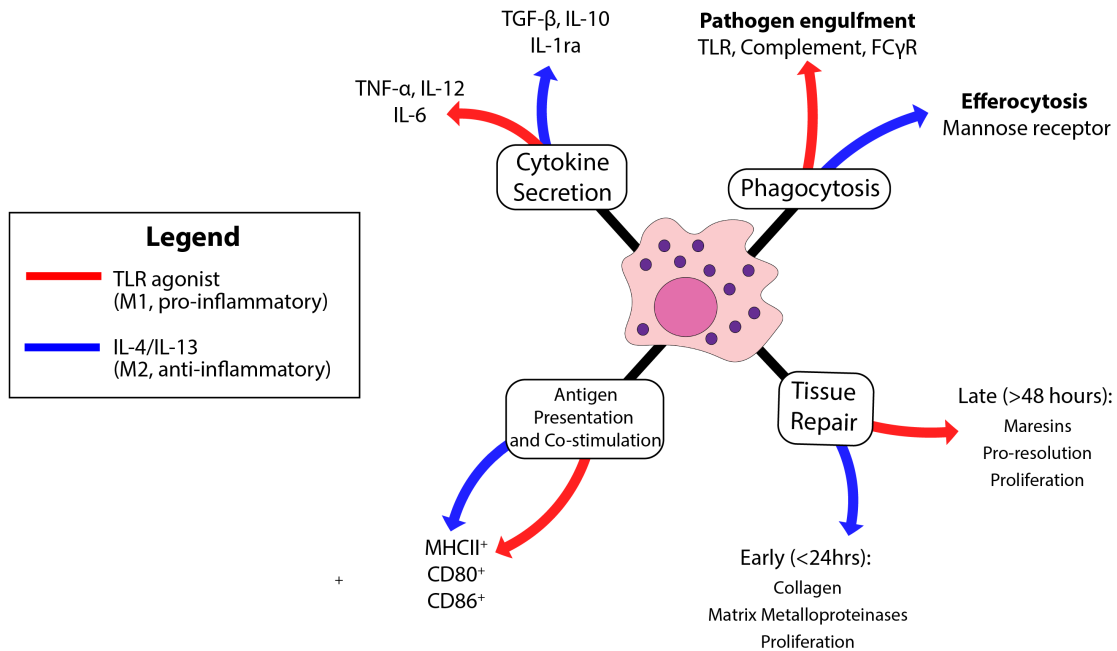 TGF-β, IL-10
IL-1ra
TNF-α, IL-12
IL-6
Cytokine
Secretion
Pathogen engulfment
TLR, Complement, FCγR
Efferocytosis
Mannose receptor
Phagocytosis
Legend
TLR agonist
(M1, pro-inflammatory)
IL-4/IL-13
(M2, anti-inflammatory)
Antigen
Presentation
and Co-stimulation
MHCII⁺
CD80⁺
CD86⁺
+
Tissue
Repair
Late (>48 hours):
Maresins
Pro-resolution
Proliferation
Early (<24hrs):
Collagen
Matrix Metalloproteinases
Proliferation